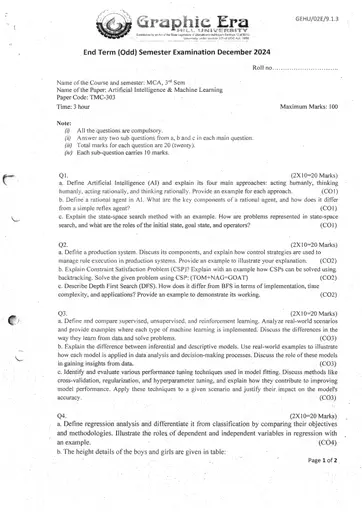 GEHU/02E/9.1.3
Graphic Era
HILL UNIVERSITY
End Term (Odd) Semester Examination December 2024
Roll no..............................
Name of the Course and semester: MCA, 3rd Sem
Name of the Paper: Artificial Intelligence & Machine Learning
Paper Code: TMC-303
Time: 3 hour Maximum Marks: 100
Note:
(i) All the questions are compulsory.
(ii) Answer any two sub questions from a, b and c in each main question.
(iii) Total marks for each question are 20 (twenty).
(iv) Each sub-question carries 10 marks.
Q1. (2X10=20 Marks)
a. Define Artificial Intelligence (AI) and explain its four main approaches: acting humanly, thinking
humanly, acting rationally, and thinking rationally. Provide an example for each approach. (CO1)
b. Define a rational agent in AI. What are the key components of a rational agent, and how does it differ
from a simple reflex agent? (CO1)
c. Explain the state-space search method with an example. How are problems represented in state-space
search, and what are the roles of the initial state, goal state, and operators? (CO1)
Q2. (2X10=20 Marks)
a. Define a production system. Discuss its components, and explain how control strategies are used to
manage rule execution in production systems. Provide an example to illustrate your explanation. (CO2)
b. Explain Constraint Satisfaction Problem (CSP)? Explain with an example how CSPs can be solved using
backtracking. Solve the given problem using CSP: (TOM+NAG=GOAT) (CO2)
c. Describe Depth First Search (DFS). How does it differ from BFS in terms of implementation, time
complexity, and applications? Provide an example to demonstrate its working. (CO2)
Q3. (2X10=20 Marks)
a. Define and compare supervised, unsupervised, and reinforcement learning. Analyze real-world scenarios
and provide examples where each type of machine learning is implemented. Discuss the differences in the
way they learn from data and solve problems. (CO3)
b. Explain the difference between inferential and descriptive models. Use real-world examples to illustrate
how each model is applied in data analysis and decision-making processes. Discuss the role of these models
in gaining insights from data. (CO3)
c. Identify and evaluate various performance tuning techniques used in model fitting. Discuss methods like
cross-validation, regularization, and hyperparameter tuning, and explain how they contribute to improving
model performance. Apply these techniques to a given scenario and justify their impact on the model's
accuracy. (CO3)
Q4. (2X10=20 Marks)
a. Define regression analysis and differentiate it from classification by comparing their objectives
and methodologies. Illustrate the roles of dependent and independent variables in regression with
an example. (CO4)
b. The height details of the boys and girls are given in table:
Page 1 of 2